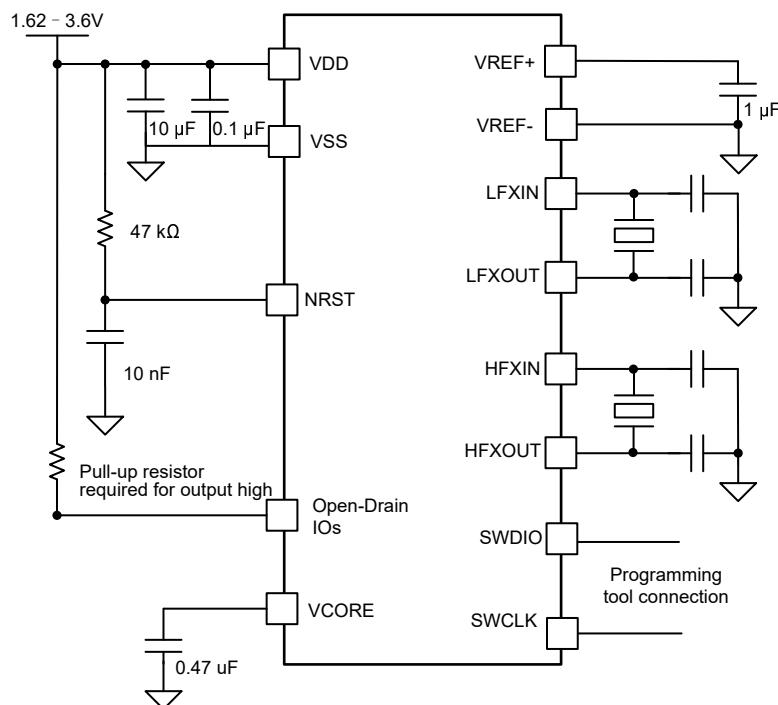 1.62 - 3.6V
VDD
10 µF
0.1 µF
VSS
47 kΩ
NRST
10 nF
Pull-up resistor
required for output high
Open-Drain
IOs
VCORE
0.47 uF
VREF+
1 µF
VREF-
LFXIN
LFXOUT
HFXIN
HFXOUT
SWDIO
Programming
tool connection
SWCLK